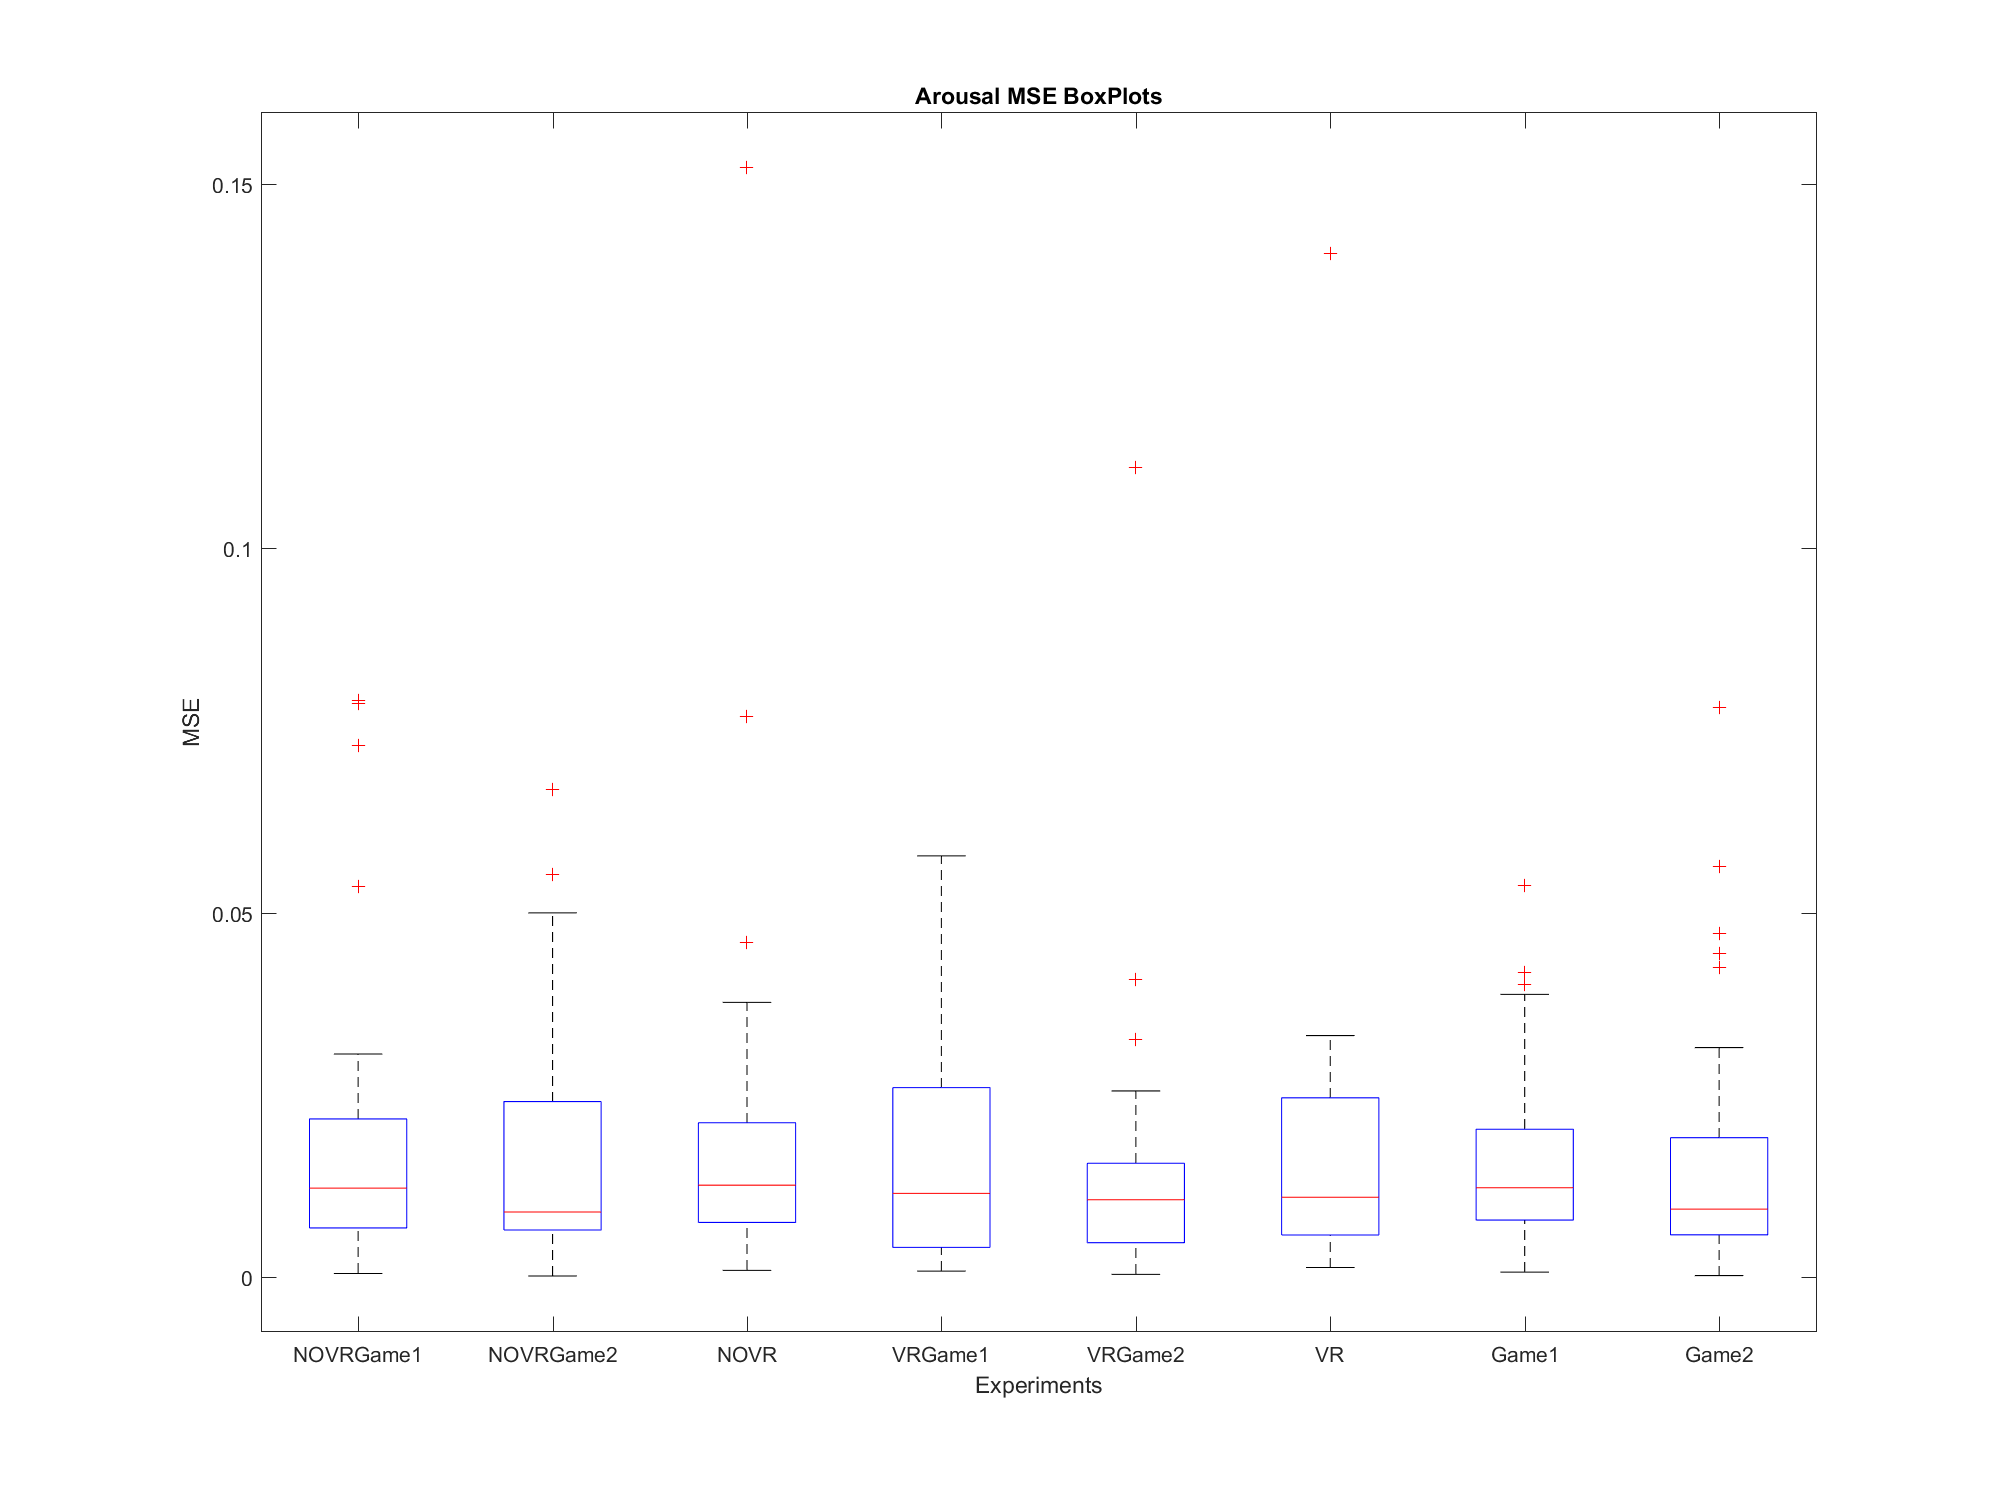 Arousal MSE BoxPlots
0.15
0.1
0.05
0
MSE
NOVRGame1 NOVRGame2 NOVR VRGame1 VRGame2 VR Game1 Game2
Experiments